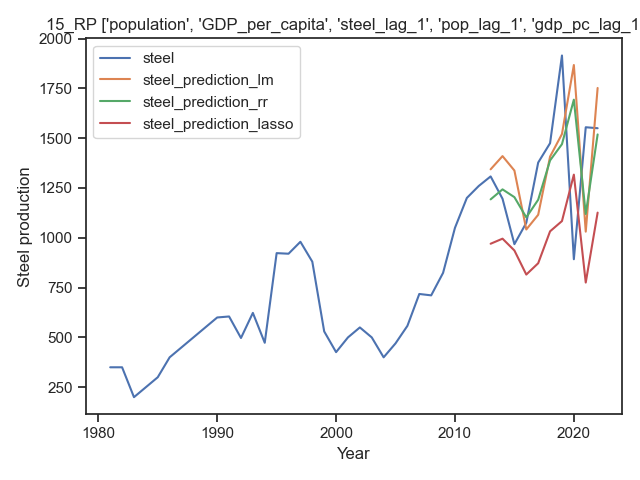 15_RP ['population', 'GDP_per_capita', 'steel_lag_1', 'pop_lag_1', 'gdp_pc_lag_1
steel
steel_prediction_lm
steel_prediction_rr
steel_prediction_lasso
2000
1750
1500
1250
1000
750
500
250
Steel production
1980
1990
2000
2010
2020
Year